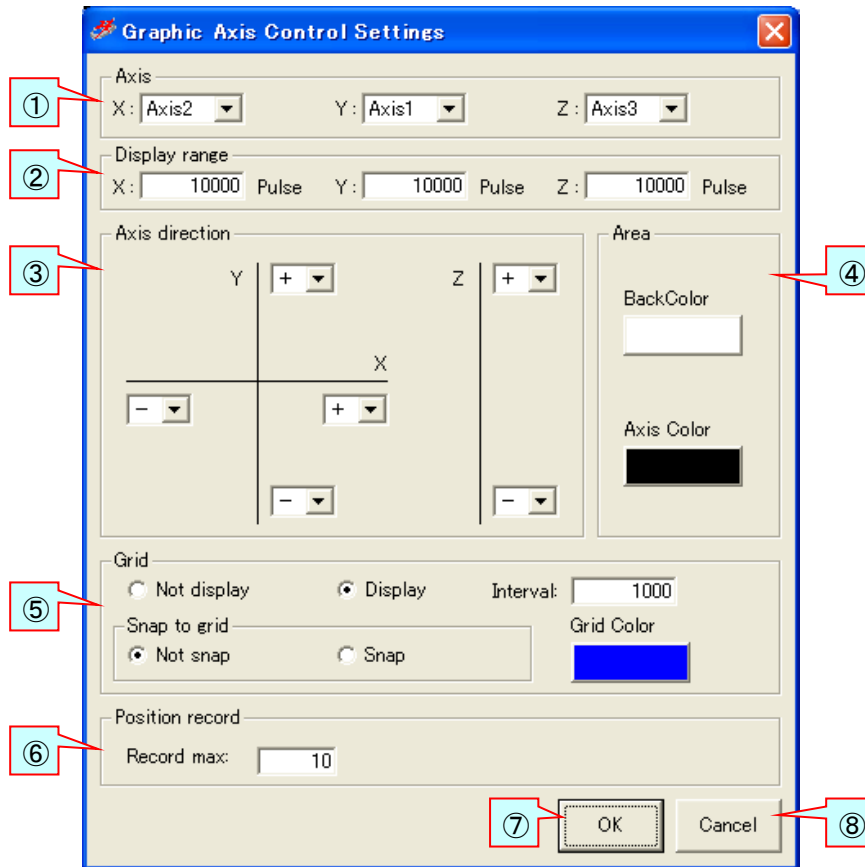 Graphic Axis Control Settings
Axis
① X: Axis2 Y: Axis1 Z: Axis3
Display range
② X: 10000 Pulse Y: 10000 Pulse Z: 10000 Pulse
Axis direction Area
③ Y + Z + ④
BackColor
X
− +
Axis Color
− −
Grid
Not display Display Interval: 1000
⑤
Snap to grid Grid Color
Not snap Snap
Position record
⑥ Record max: 10
⑦ OK Cancel ⑧